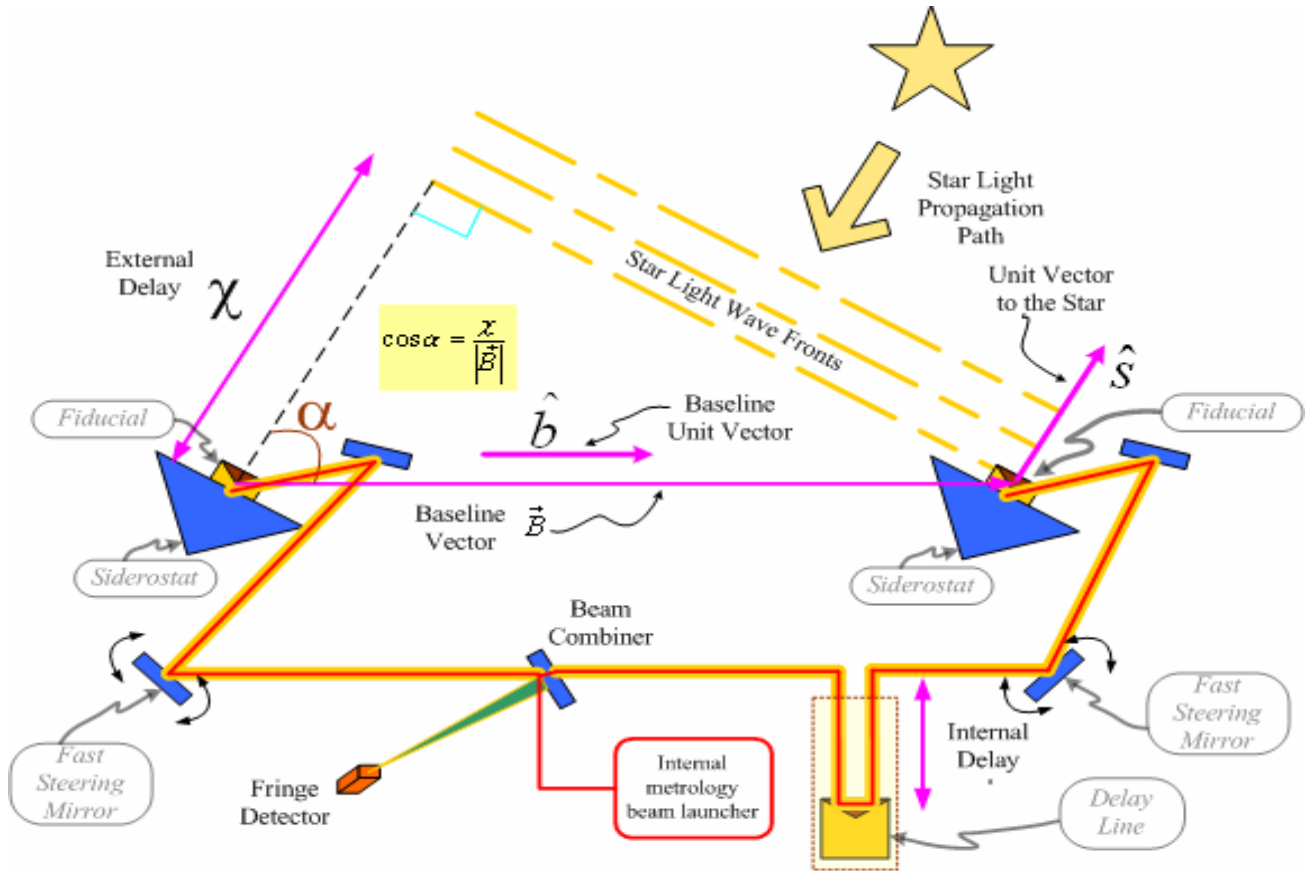 Star Light
Propagation
Path
External
Delay
χ
Star Light Wave Fronts
Unit Vector
to the Star
ŝ
cos α = χ / |B⃗|
Fiducial
α
b̂
Baseline
Unit Vector
Fiducial
Baseline
Vector
B⃗
Siderostat
Siderostat
Beam
Combiner
Fast
Steering
Mirror
Fringe
Detector
Internal
metrology
beam launcher
Internal
Delay
Fast
Steering
Mirror
Delay
Line